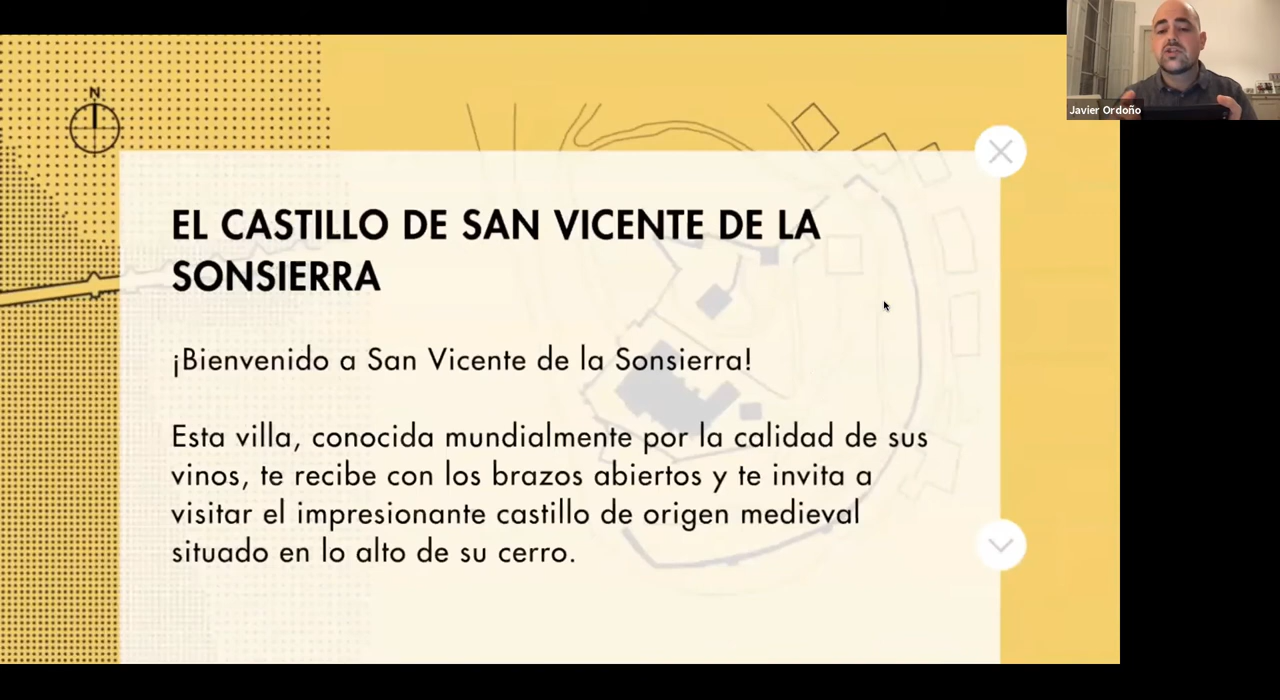 Javier Ordoño
N
EL CASTILLO DE SAN VICENTE DE LA
SONSIERRA
¡Bienvenido a San Vicente de la Sonsierra!
Esta villa, conocida mundialmente por la calidad de sus
vinos, te recibe con los brazos abiertos y te invita a
visitar el impresionante castillo de origen medieval
situado en lo alto de su cerro.